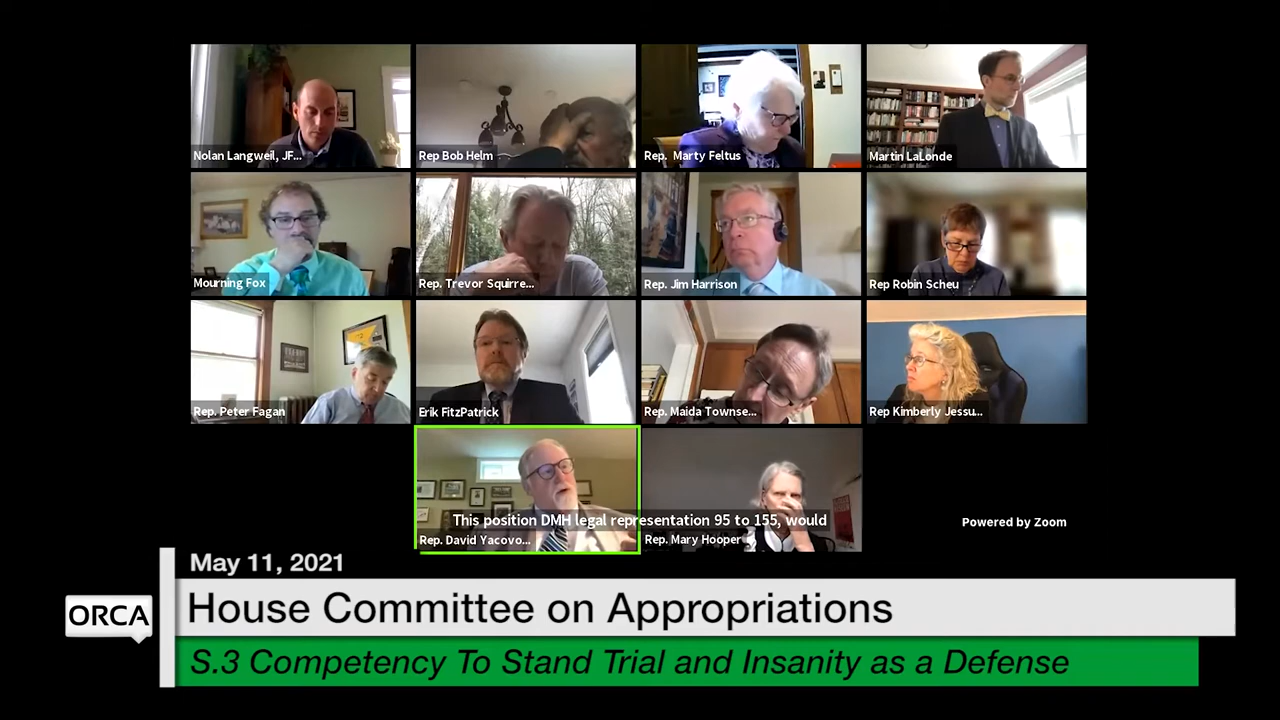 Nolan Langweil, JF...
Rep Bob Helm
Rep. Marty Feltus
Martin LaLonde
Mourning Fox
Rep. Trevor Squirre...
Rep. Jim Harrison
Rep Robin Scheu
Rep. Peter Fagan
Erik FitzPatrick
Rep. Maida Townse...
Rep Kimberly Jessu...
This position DMH legal representation 95 to 155, would
Rep. David Yacovo...
Rep. Mary Hooper
Powered by Zoom
May 11, 2021
ORCA
House Committee on Appropriations
S.3 Competency To Stand Trial and Insanity as a Defense